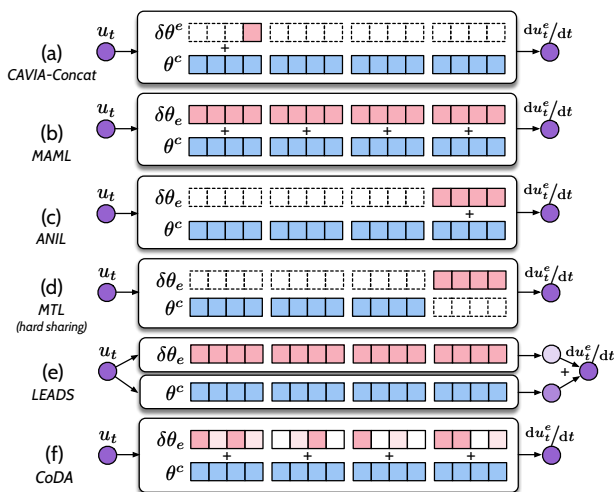 (a) u_t δθ^e du_t^e/dt
+
CAVIA-Concat θ^c
(b) u_t δθ_e du_t^e/dt
+ + + +
MAML θ^c
(c) u_t δθ_e du_t^e/dt
+
ANIL θ^c
(d) u_t δθ_e du_t^e/dt
MTL θ^c
(hard sharing)
(e) u_t δθ_e du_t^e/dt
+
LEADS θ^c
(f) u_t δθ_e du_t^e/dt
+ + + +
CoDA θ^c